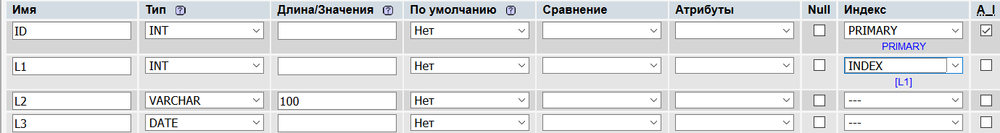 Имя Тип Длина/Значения По умолчанию Сравнение Атрибуты Null Индекс A_I
ID INT Нет PRIMARY
PRIMARY
L1 INT Нет INDEX
[L1]
L2 VARCHAR 100 Нет ---
L3 DATE Нет ---